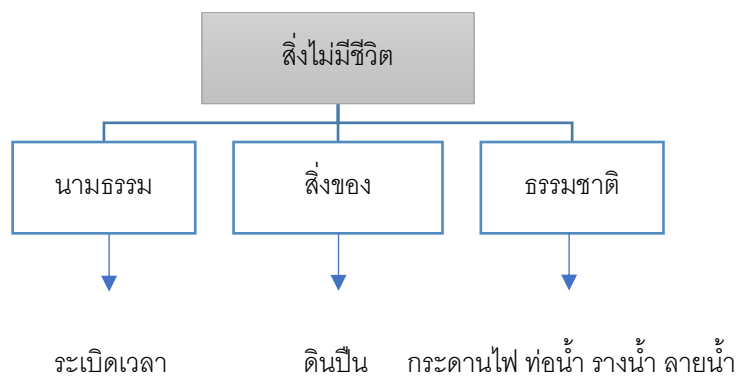 สิ่งไม่มีชีวิต
นามธรรม สิ่งของ ธรรมชาติ
ระเบิดเวลา ดินปืน กระดานไฟ ท่อน้ำ รางน้ำ ลายน้ำ